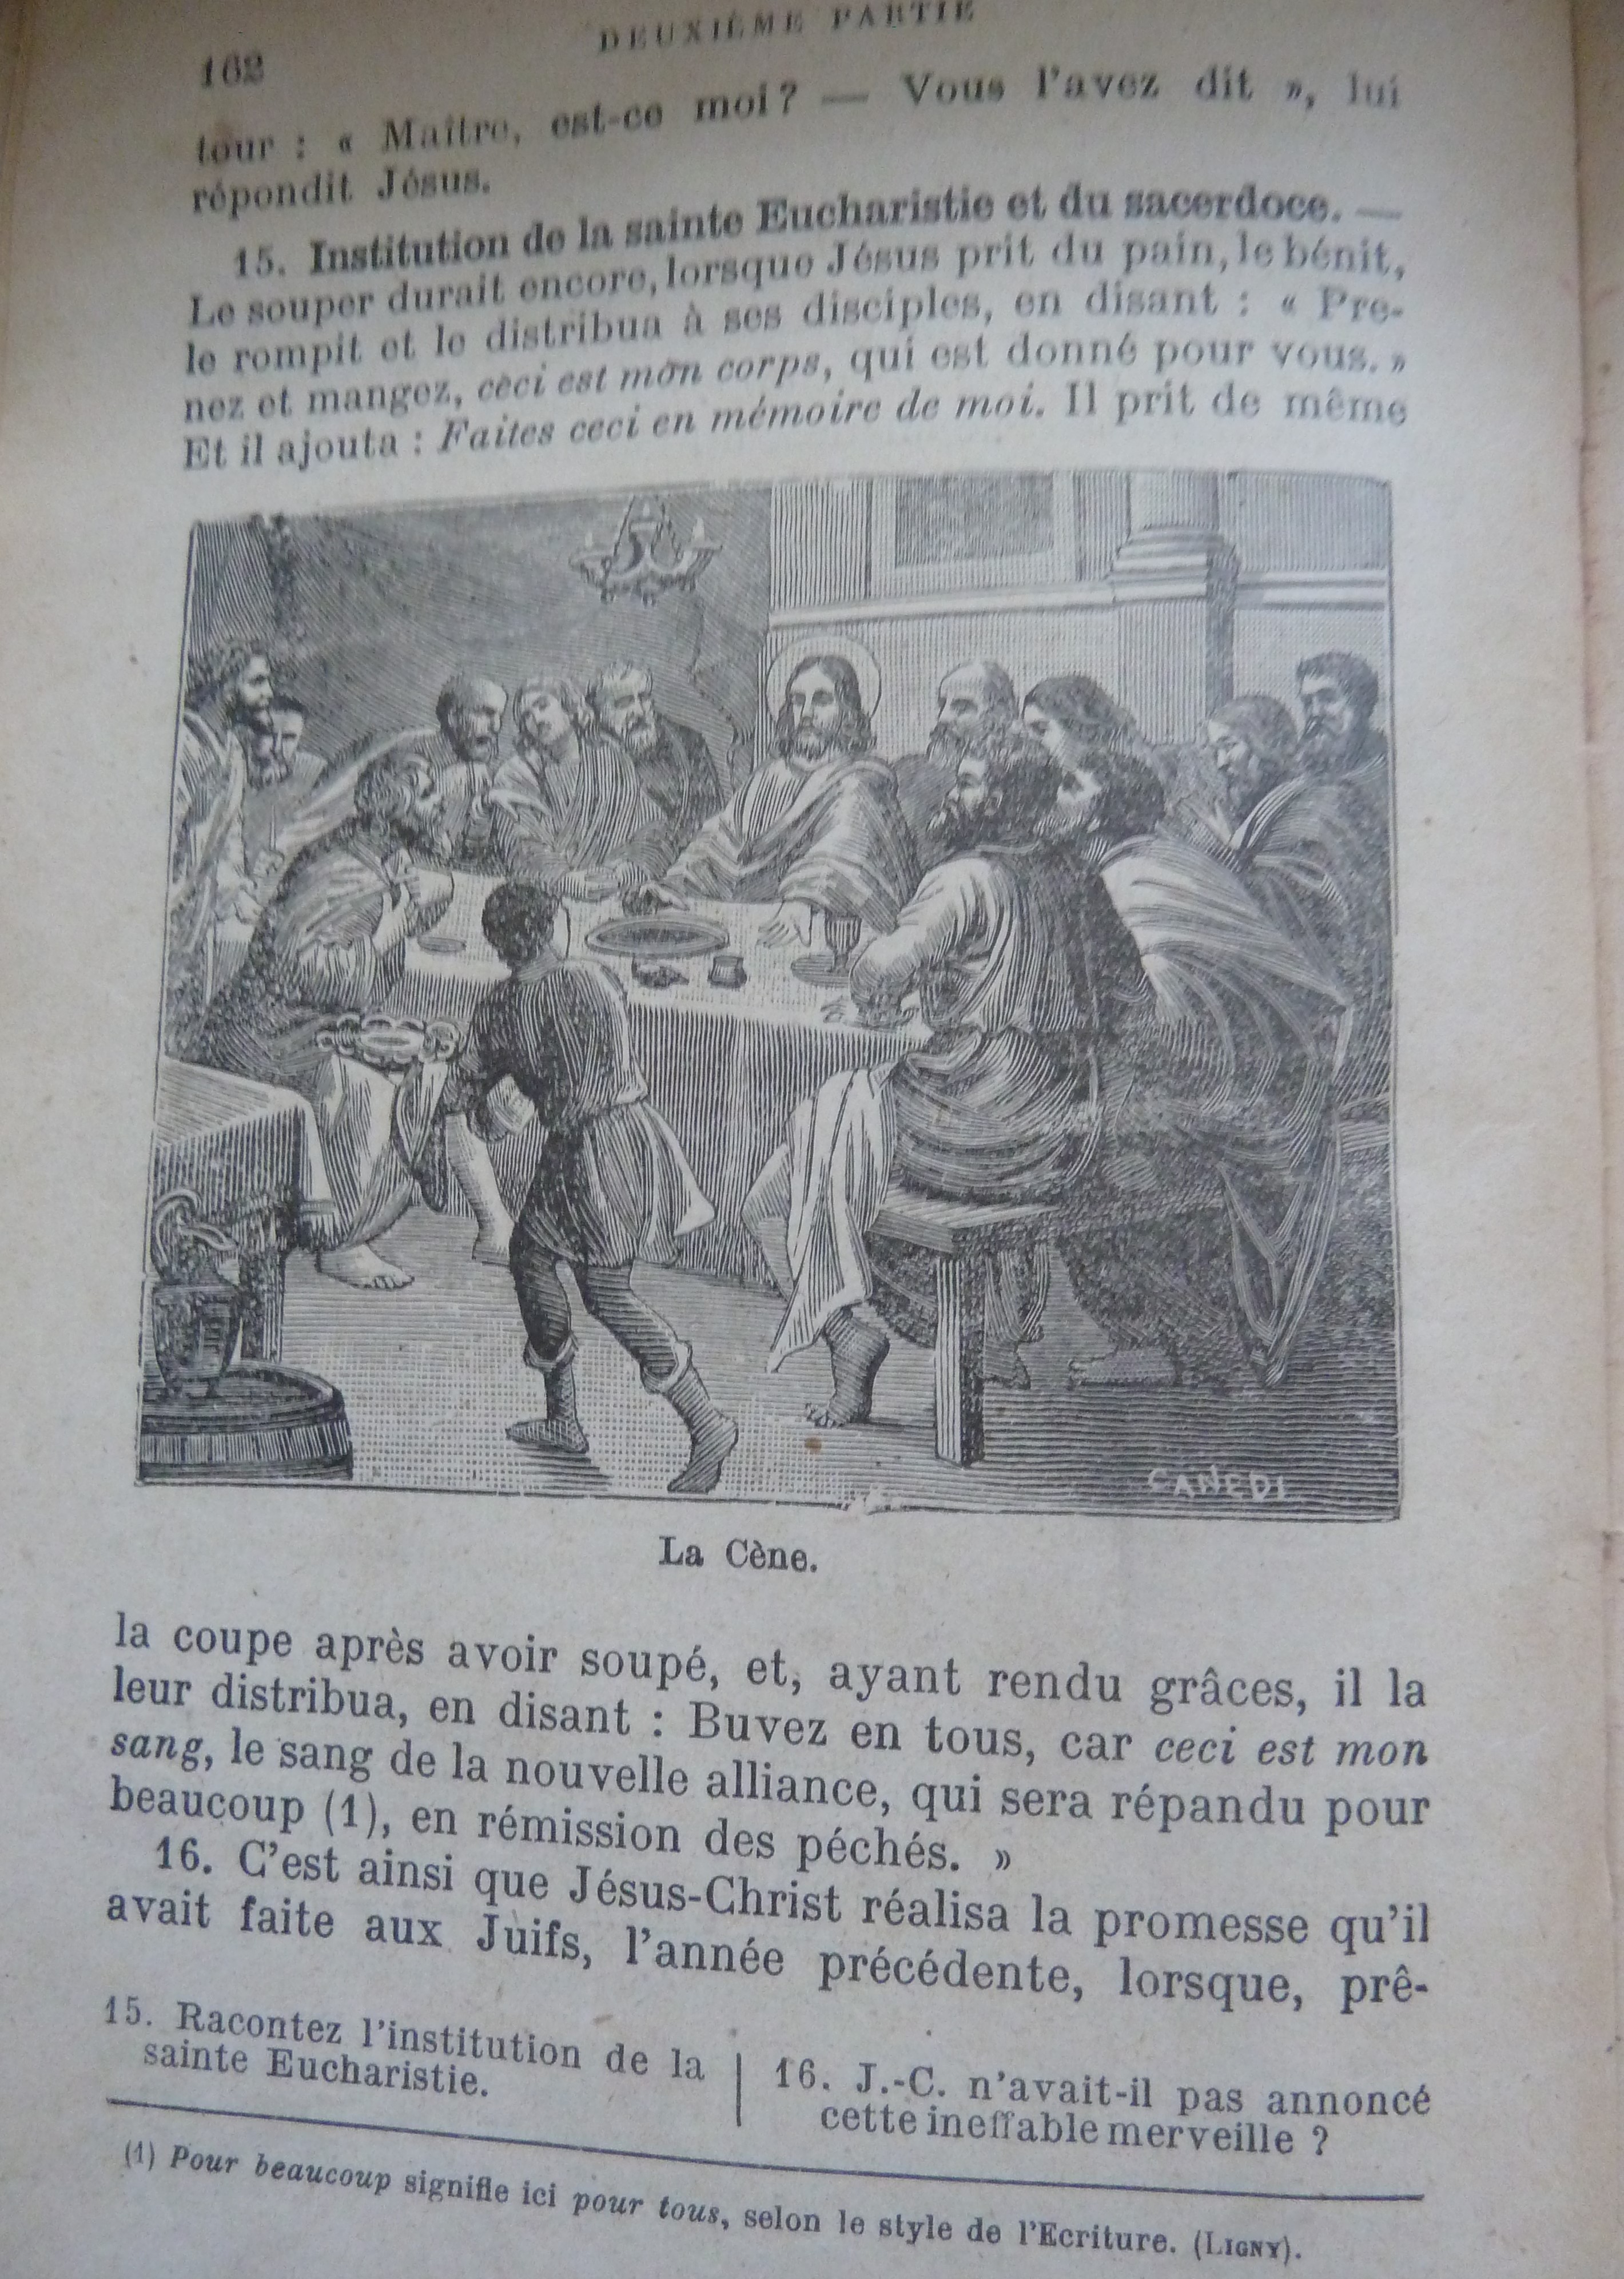 162
DEUXIÈME PARTIE
tour : « Maître, est-ce moi ? — Vous l'avez dit », lui
répondit Jésus.
15. Institution de la sainte Eucharistie et du sacerdoce. —
Le souper durait encore, lorsque Jésus prit du pain, le bénit,
le rompit et le distribua à ses disciples, en disant : « Pre-
nez et mangez, ceci est mon corps, qui est donné pour vous. »
Et il ajouta : Faites ceci en mémoire de moi. Il prit de même
CANEDI
La Cène.
la coupe après avoir soupé, et, ayant rendu grâces, il la
leur distribua, en disant : Buvez en tous, car ceci est mon
sang, le sang de la nouvelle alliance, qui sera répandu pour
beaucoup (1), en rémission des péchés. »
16. C'est ainsi que Jésus-Christ réalisa la promesse qu'il
avait faite aux Juifs, l'année précédente, lorsque, prê-
15. Racontez l'institution de la
sainte Eucharistie.
16. J.-C. n'avait-il pas annoncé
cette ineffable merveille ?
(1) Pour beaucoup signifie ici pour tous, selon le style de l'Ecriture. (LIGNY).